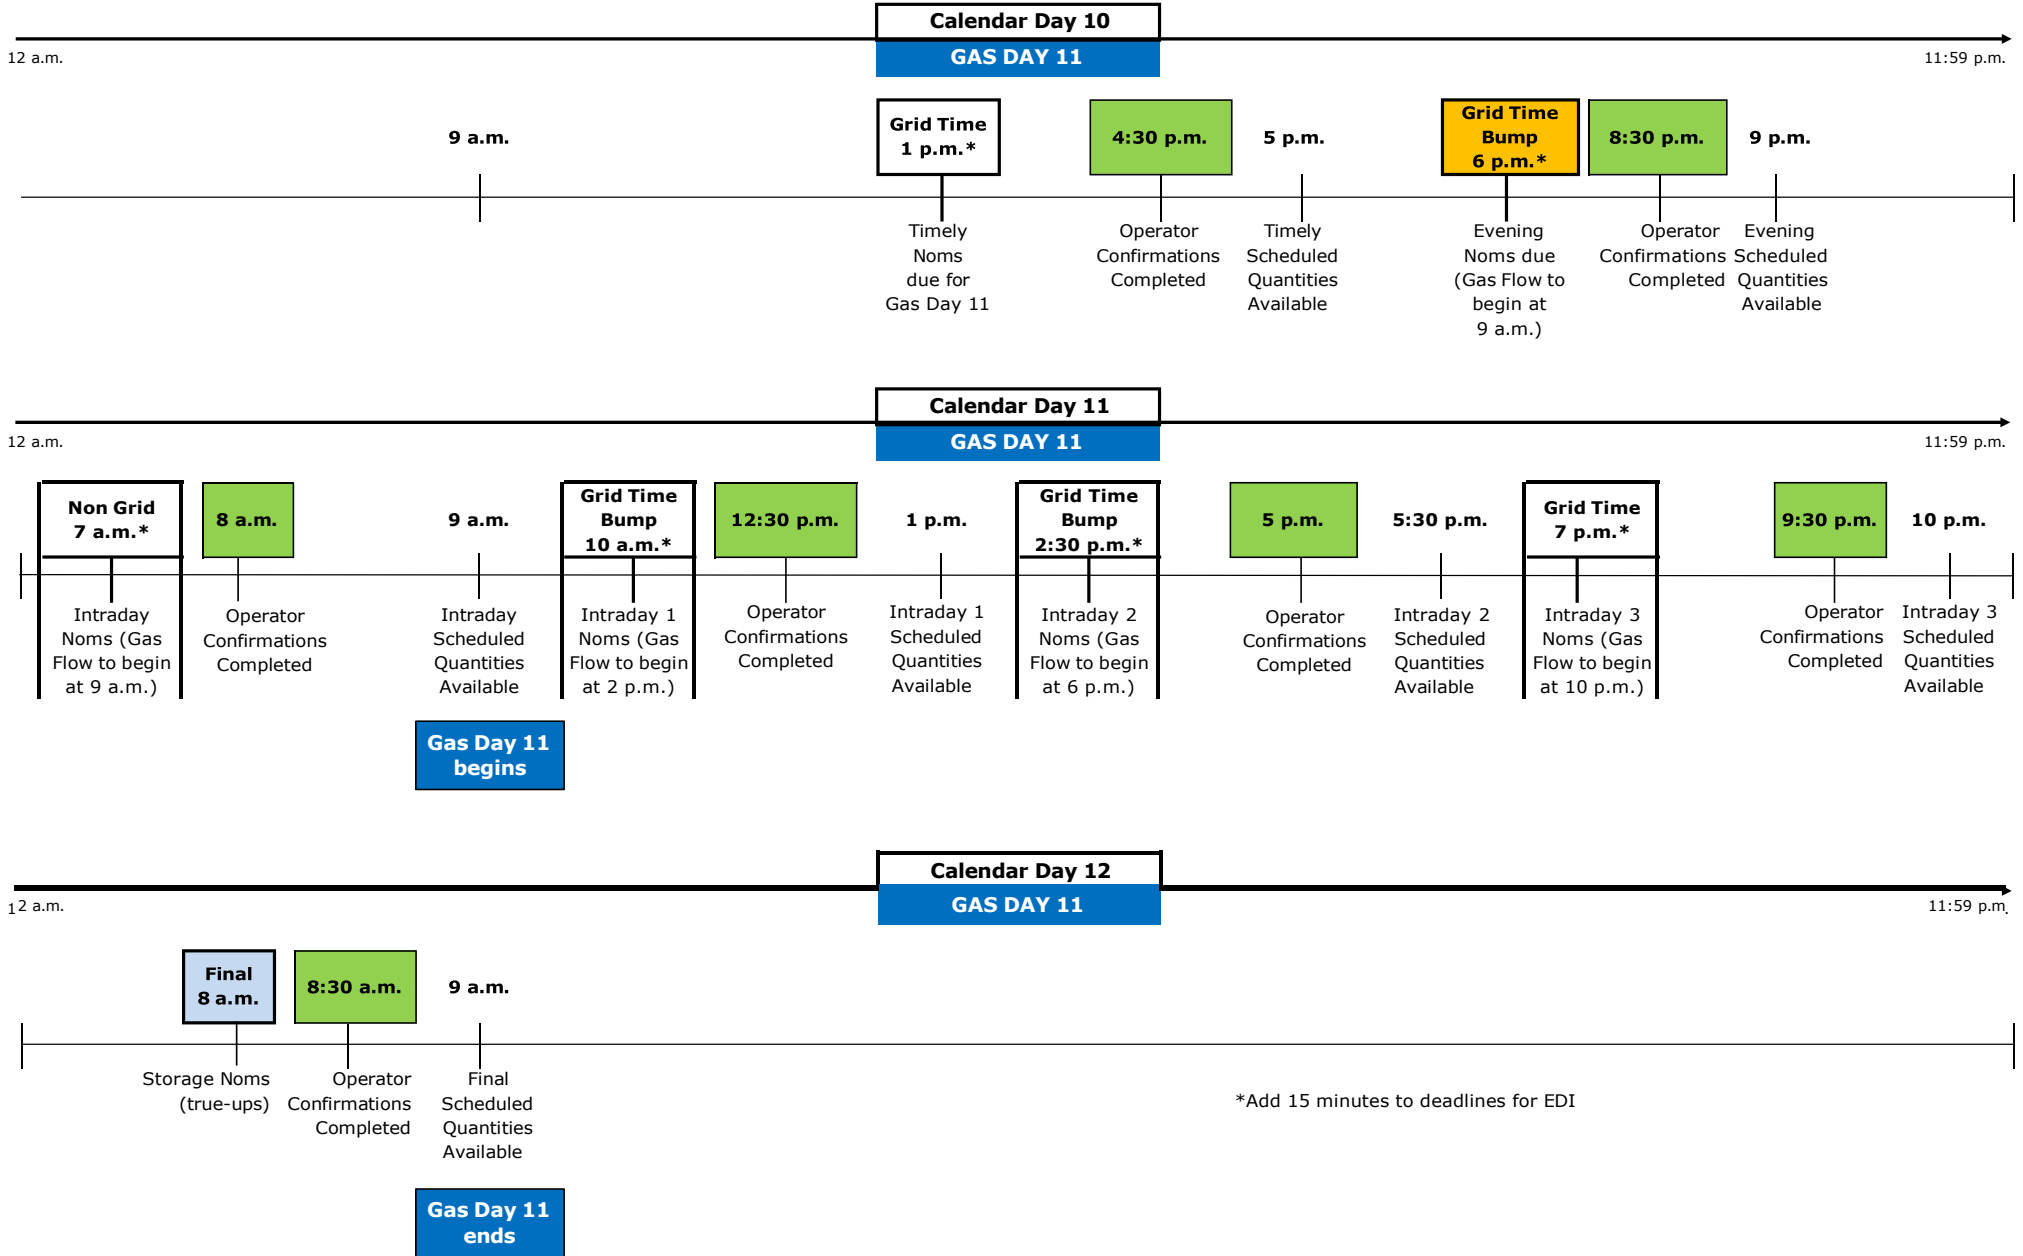 Calendar Day 10
GAS DAY 11
12 a.m.
11:59 p.m.
9 a.m.
Grid Time
1 p.m.*
4:30 p.m.
5 p.m.
Grid Time
Bump
6 p.m.*
8:30 p.m.
9 p.m.
Timely
Noms
due for
Gas Day 11
Operator
Confirmations
Completed
Timely
Scheduled
Quantities
Available
Evening
Noms due
(Gas Flow to
begin at
9 a.m.)
Operator
Confirmations
Completed
Evening
Scheduled
Quantities
Available
Calendar Day 11
GAS DAY 11
12 a.m.
11:59 p.m.
Non Grid
7 a.m.*
8 a.m.
9 a.m.
Grid Time
Bump
10 a.m.*
12:30 p.m.
1 p.m.
Grid Time
Bump
2:30 p.m.*
5 p.m.
5:30 p.m.
Grid Time
7 p.m.*
9:30 p.m.
10 p.m.
Intraday
Noms (Gas
Flow to begin
at 9 a.m.)
Operator
Confirmations
Completed
Intraday
Scheduled
Quantities
Available
Intraday 1
Noms (Gas
Flow to begin
at 2 p.m.)
Operator
Confirmations
Completed
Intraday 1
Scheduled
Quantities
Available
Intraday 2
Noms (Gas
Flow to begin
at 6 p.m.)
Operator
Confirmations
Completed
Intraday 2
Scheduled
Quantities
Available
Intraday 3
Noms (Gas
Flow to begin
at 10 p.m.)
Operator
Confirmations
Completed
Intraday 3
Scheduled
Quantities
Available
Gas Day 11
begins
Calendar Day 12
GAS DAY 11
12 a.m.
11:59 p.m.
Final
8 a.m.
8:30 a.m.
9 a.m.
Storage Noms
(true-ups)
Operator
Confirmations
Completed
Final
Scheduled
Quantities
Available
*Add 15 minutes to deadlines for EDI
Gas Day 11
ends